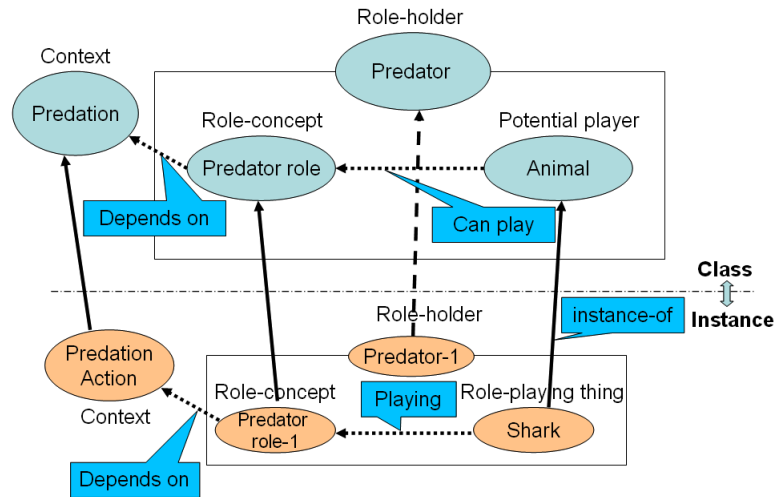 Role-holder
Predator
Context
Predation
Role-concept
Predator role
Potential player
Animal
Depends on
Can play
Class
Instance
instance-of
Role-holder
Predator-1
Predation
Action
Context
Role-concept
Predator
role-1
Playing
Role-playing thing
Shark
Depends on